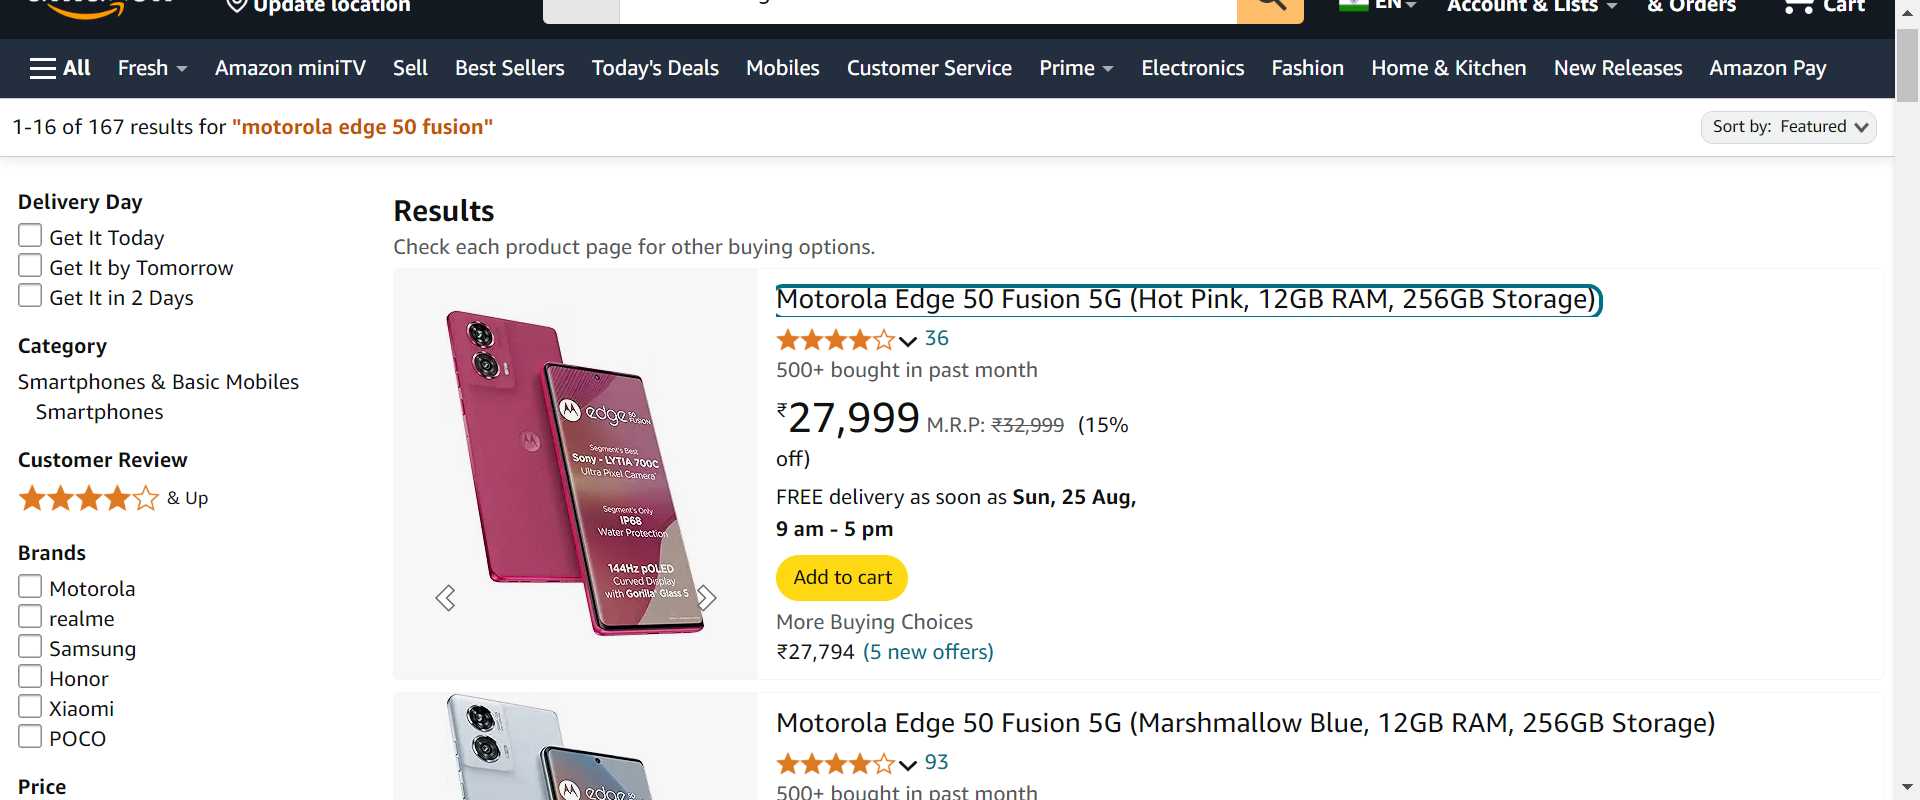 Update location
EN
Account & Lists
& Orders
Cart
All
Fresh
Amazon miniTV
Sell
Best Sellers
Today's Deals
Mobiles
Customer Service
Prime
Electronics
Fashion
Home & Kitchen
New Releases
Amazon Pay
1-16 of 167 results for "motorola edge 50 fusion"
Sort by: Featured
Delivery Day
Get It Today
Get It by Tomorrow
Get It in 2 Days
Category
Smartphones & Basic Mobiles
Smartphones
Customer Review
& Up
Brands
Motorola
realme
Samsung
Honor
Xiaomi
POCO
Price
Results
Check each product page for other buying options.
edge 50
FUSION
Segment's Best
Sony - LYTIA 700C
Ultra Pixel Camera
Segment's Only
IP68
Water Protection
144Hz pOLED
Curved Display
with Gorilla Glass 5
Motorola Edge 50 Fusion 5G (Hot Pink, 12GB RAM, 256GB Storage)
36
500+ bought in past month
₹27,999 M.R.P: ₹32,999 (15%
off)
FREE delivery as soon as Sun, 25 Aug,
9 am - 5 pm
Add to cart
More Buying Choices
₹27,794 (5 new offers)
edge 50
Motorola Edge 50 Fusion 5G (Marshmallow Blue, 12GB RAM, 256GB Storage)
93
500+ bought in past month